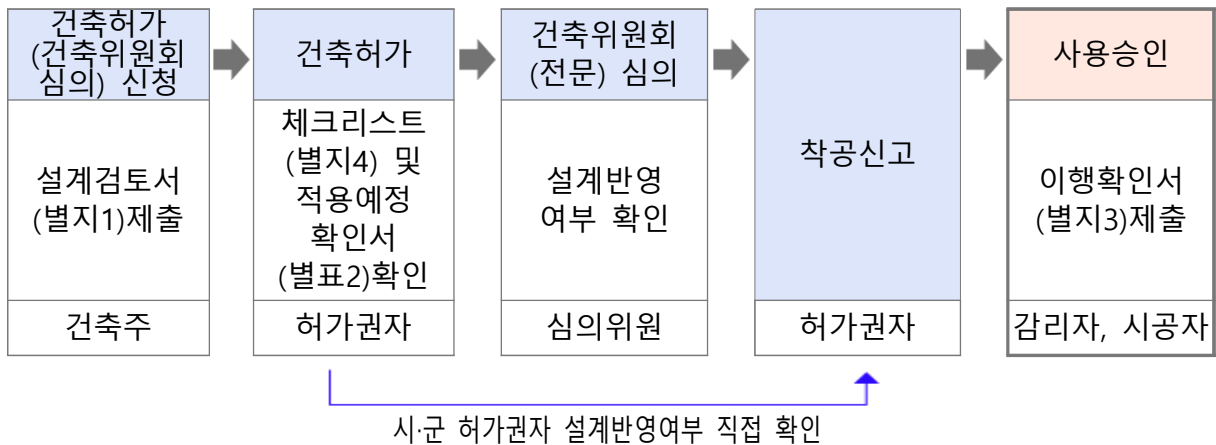 건축허가
(건축위원회
심의) 신청
설계검토서
(별지1)제출
건축주
건축허가
체크리스트
(별지4) 및
적용예정
확인서
(별표2)확인
허가권자
건축위원회
(전문) 심의
설계반영
여부 확인
심의위원
착공신고
허가권자
사용승인
이행확인서
(별지3)제출
감리자, 시공자
시·군 허가권자 설계반영여부 직접 확인